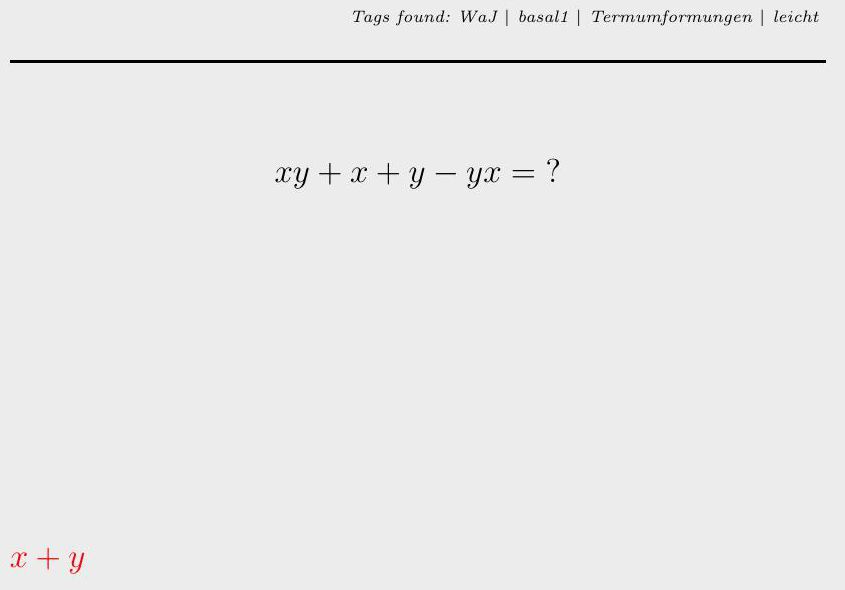 Tags found: WaJ | basal1 | Termumformungen | leicht
xy + x + y − yx = ?
x + y